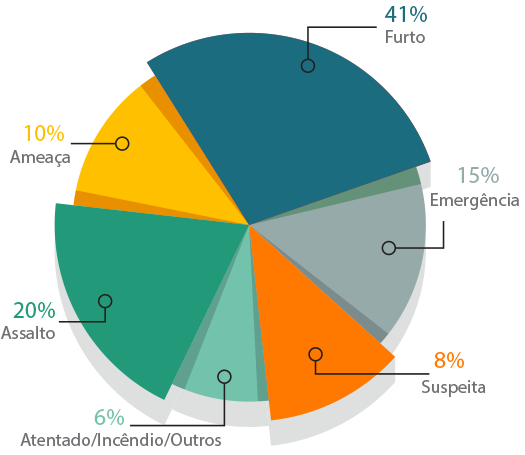 41%
Furto
10%
Ameaça
15%
Emergência
20%
Assalto
8%
Suspeita
6%
Atentado/Incêndio/Outros